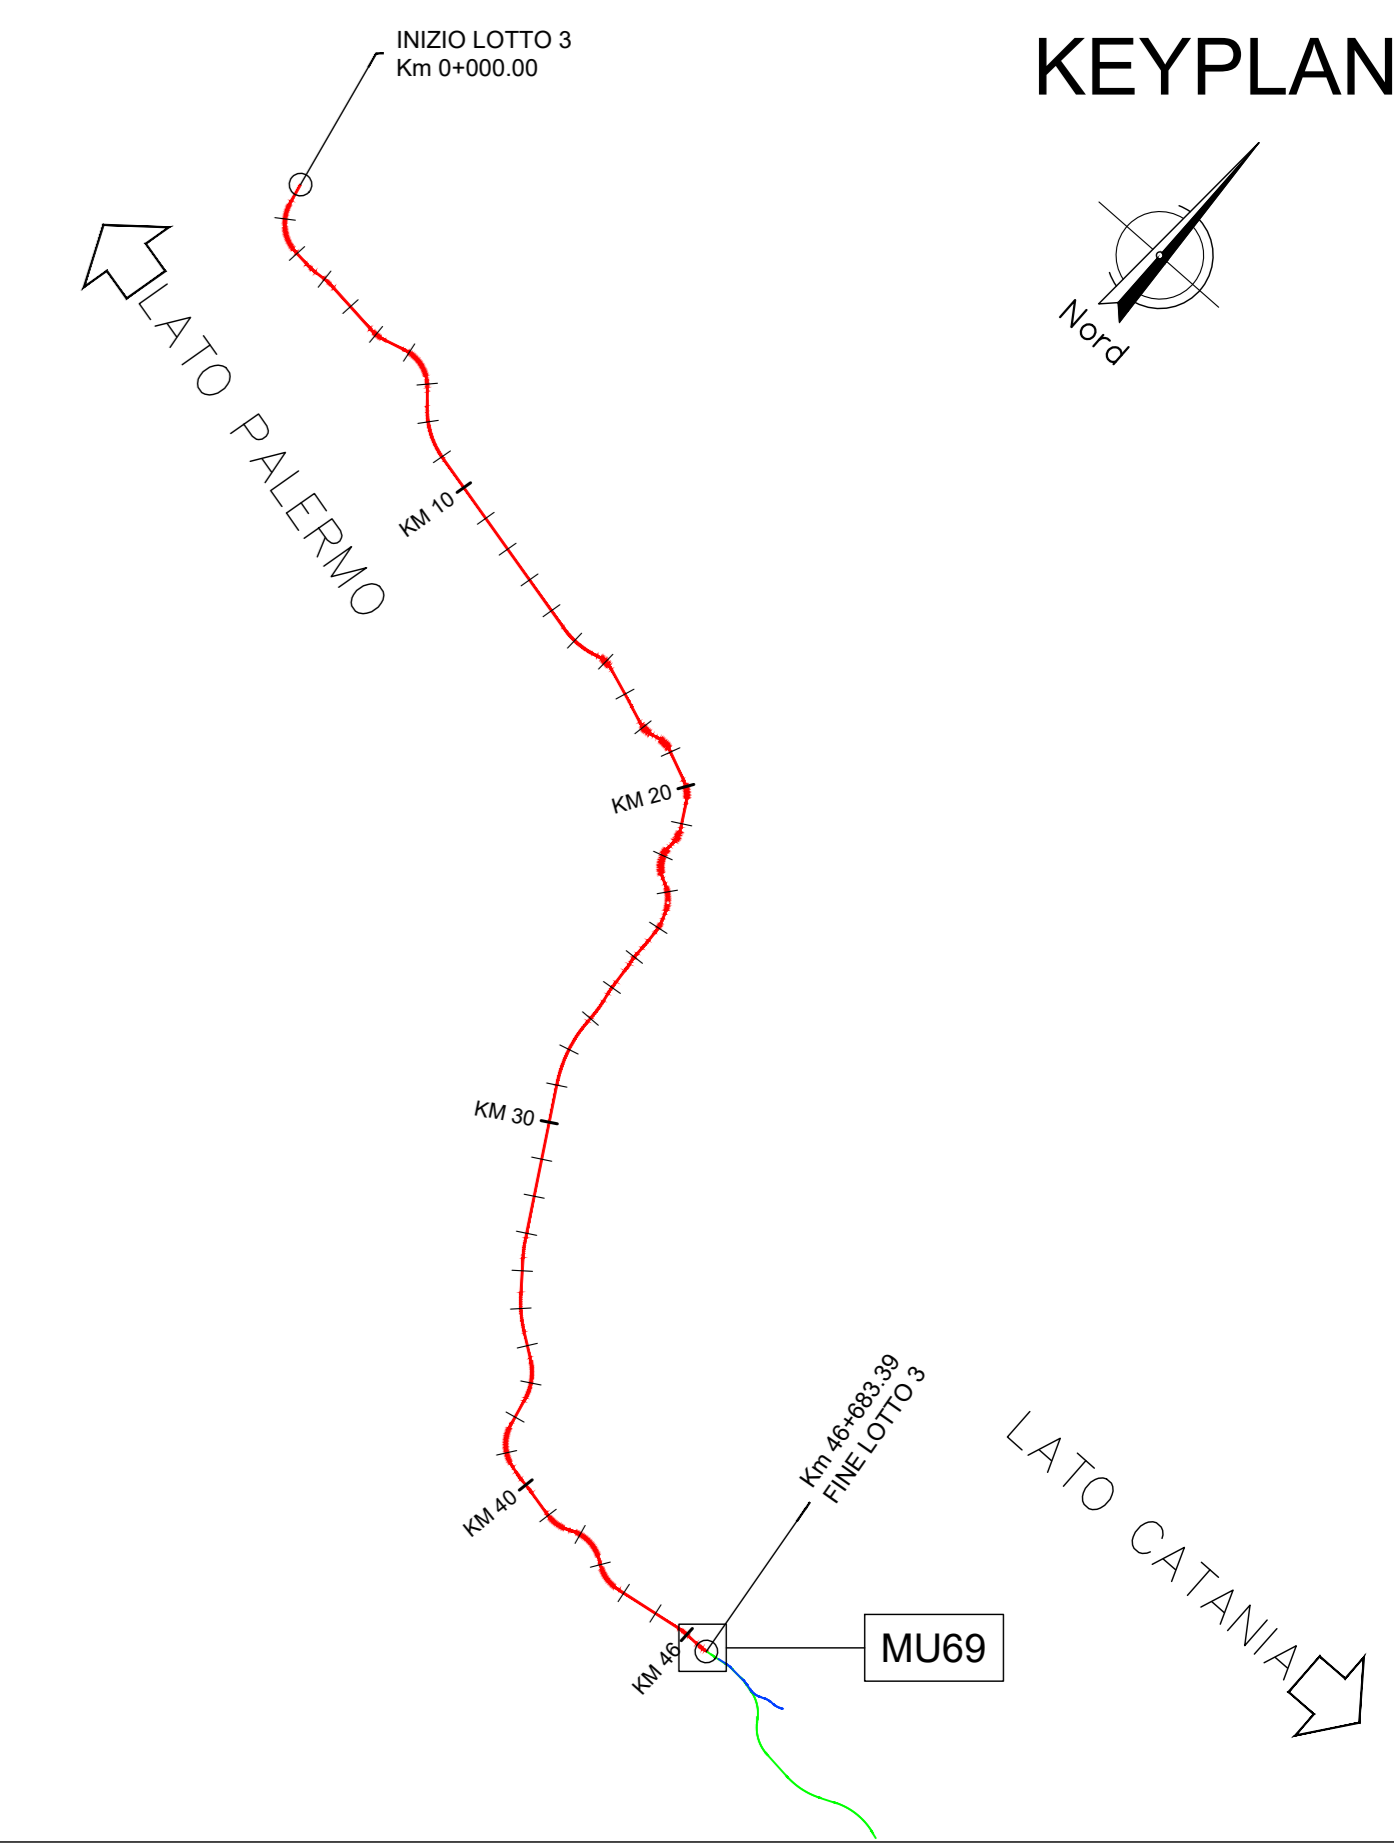 INIZIO LOTTO 3
Km 0+000.00
KEYPLAN
Nord
LATO PALERMO
KM 10
KM 20
KM 30
KM 40
KM 46
Km 46+683.39
FINE LOTTO 3
LATO CATANIA
MU69